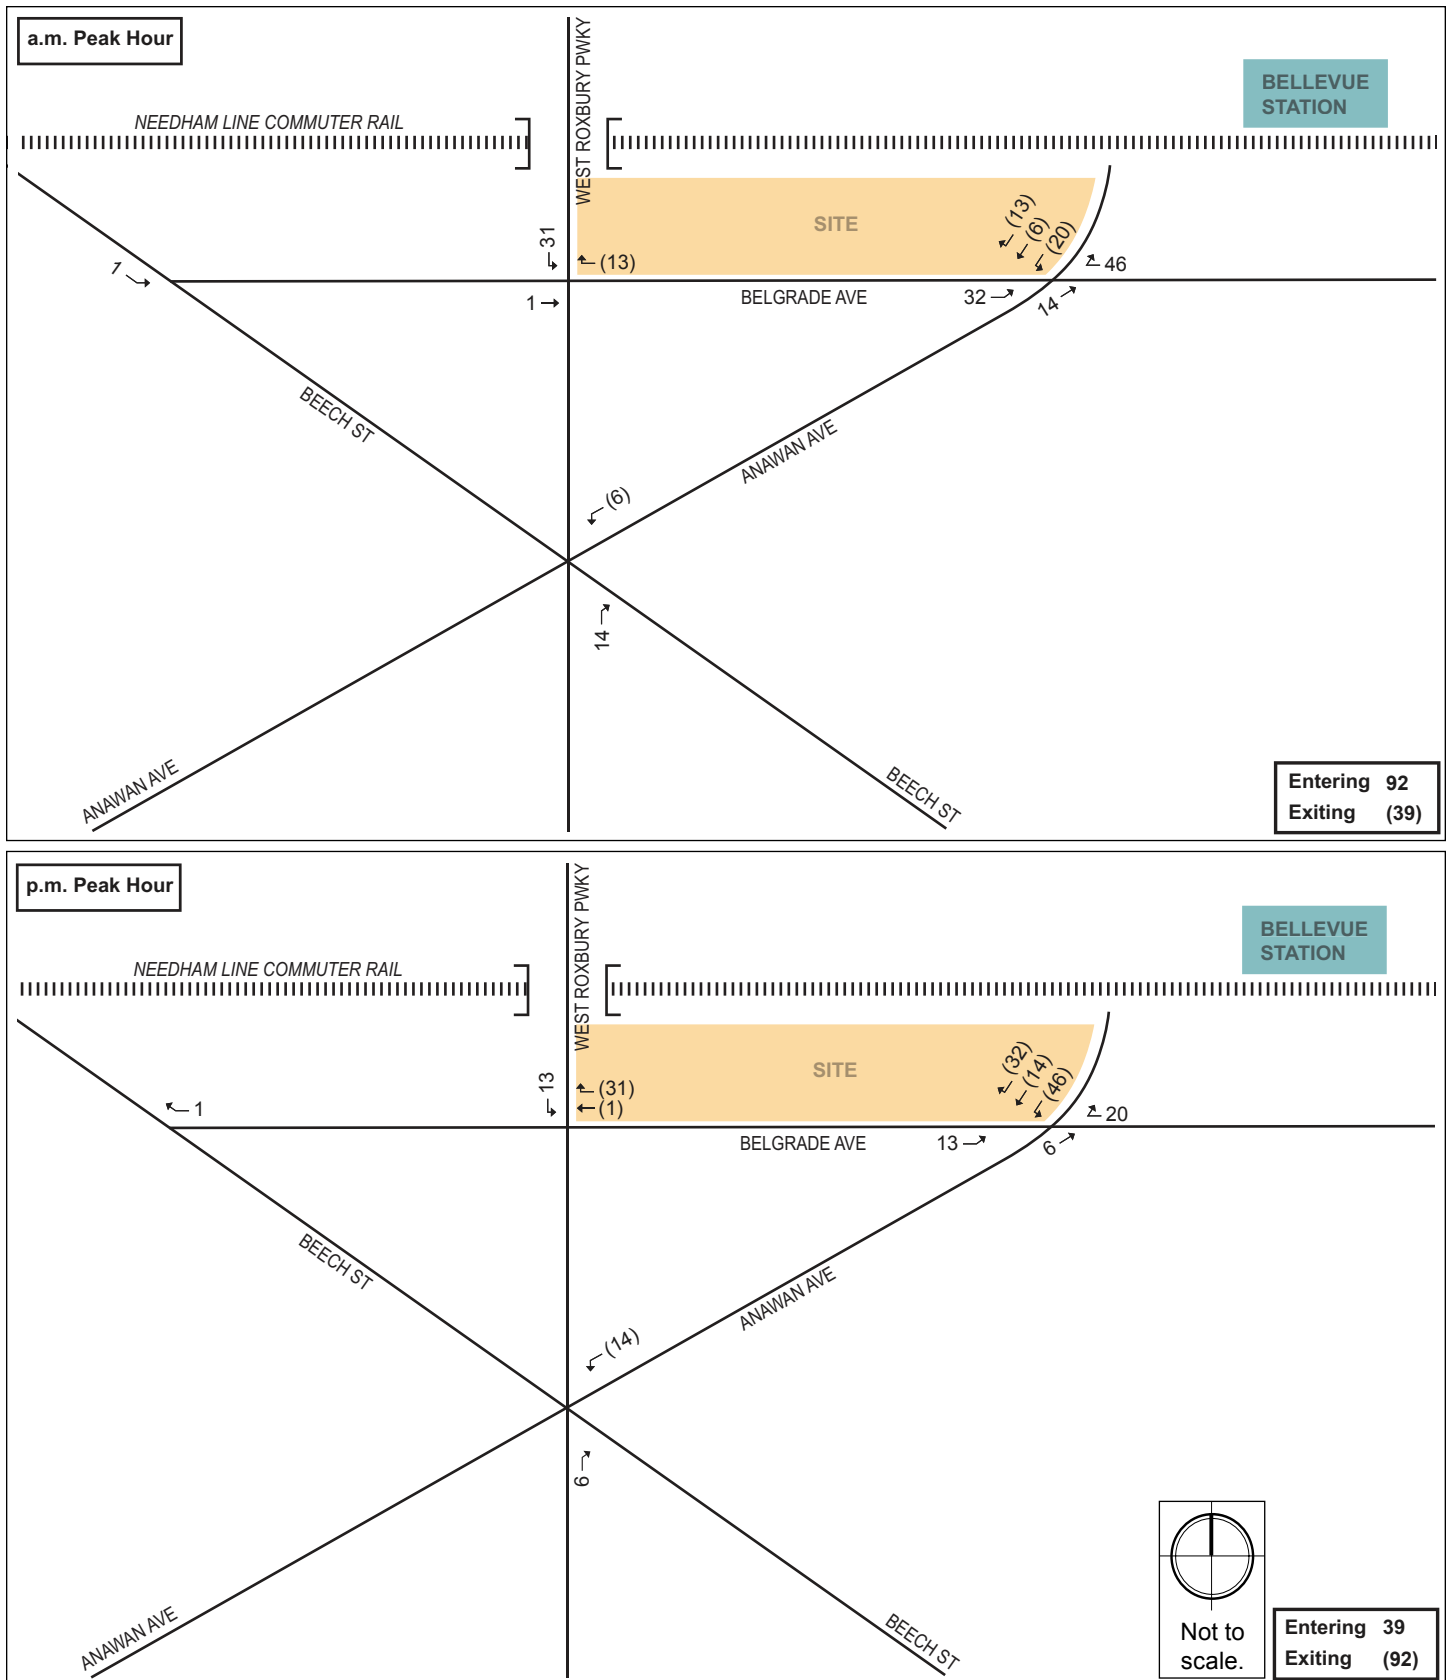 a.m. Peak Hour
WEST ROXBURY PWKY
BELLEVUE
STATION
NEEDHAM LINE COMMUTER RAIL
SITE
31
(13)
(13)
(6)
(20)
46
1
1
BELGRADE AVE
32
14
BEECH ST
ANAWAN AVE
(6)
14
ANAWAN AVE
BEECH ST
Entering 92
Exiting (39)
p.m. Peak Hour
WEST ROXBURY PWKY
BELLEVUE
STATION
NEEDHAM LINE COMMUTER RAIL
SITE
13
(31)
(1)
(32)
(14)
(46)
20
1
BELGRADE AVE
13
6
BEECH ST
ANAWAN AVE
(14)
6
ANAWAN AVE
BEECH ST
Not to
scale.
Entering 39
Exiting (92)